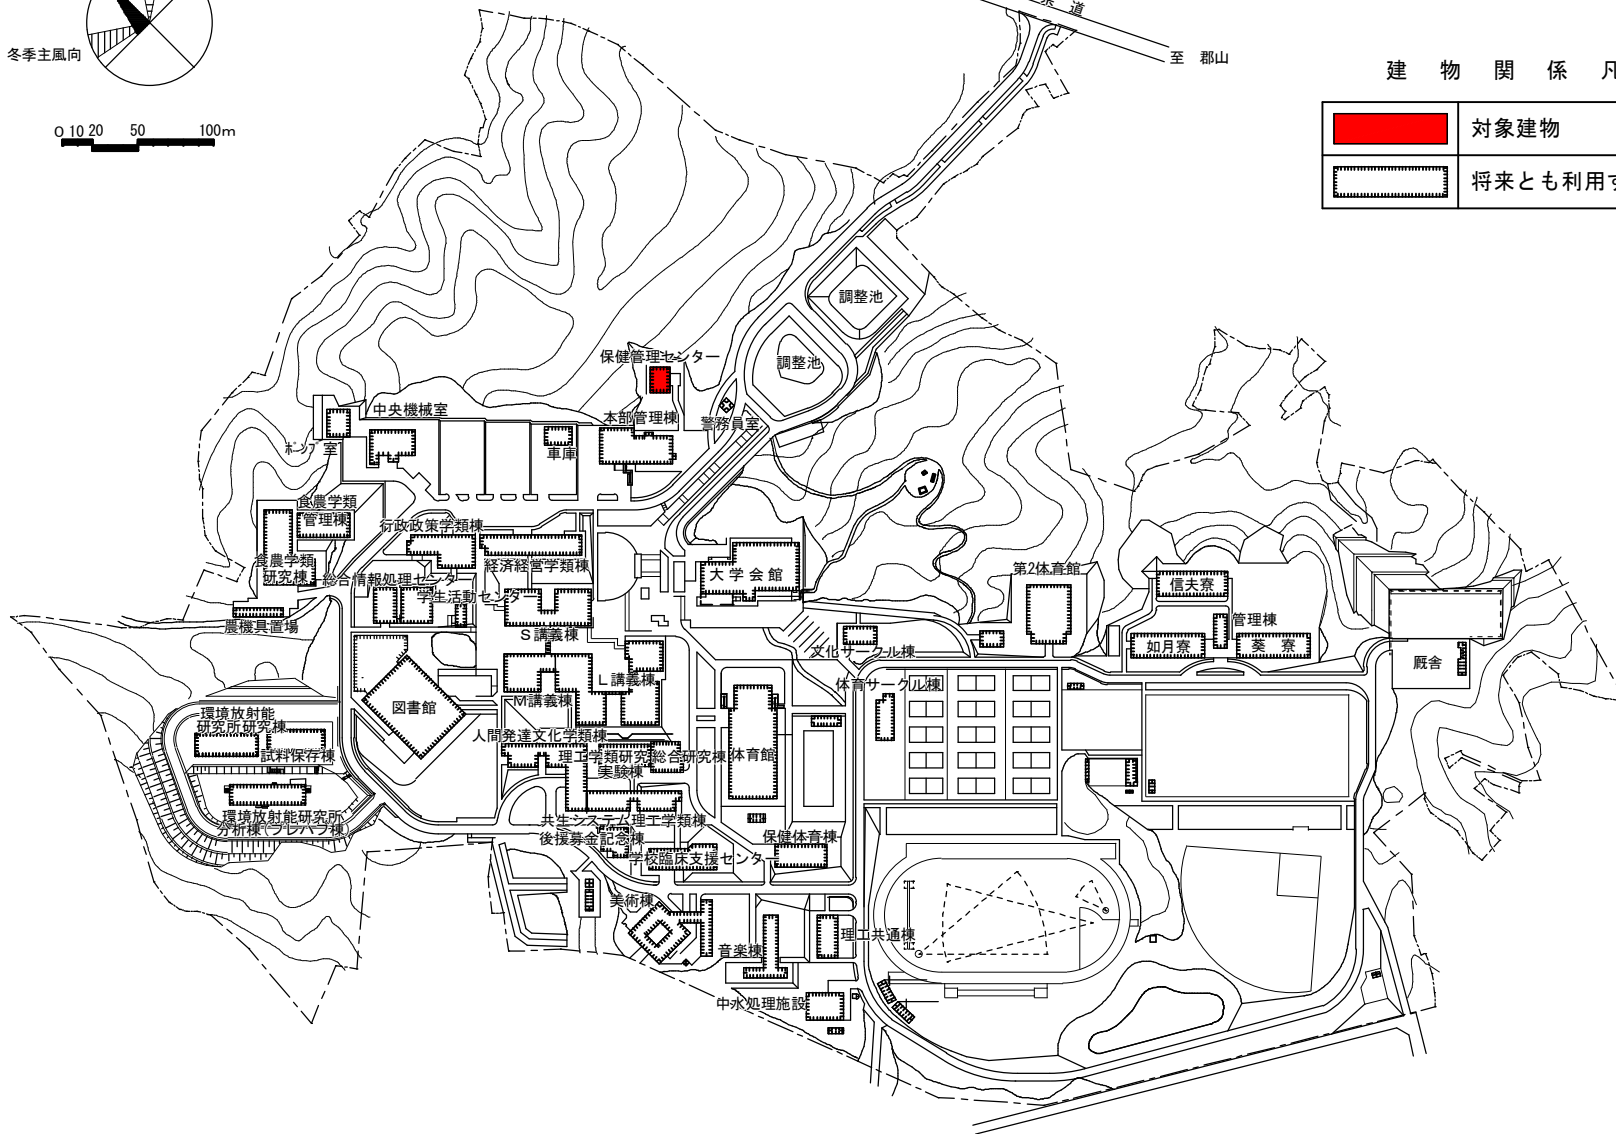 道
至 郡山
冬季主風向
0 10 20 50 100m
建 物 関 係
対象建物
将来とも利用
調整池
調整池
保健管理センター
中央機械室
本部管理棟
警務員室
ポンプ室
車庫
食農学類
管理棟
行政政策学類棟
経済経営学類棟
食農学類
研究棟
総合情報処理センター
学生活動センター
大学会館
第2体育館
信夫寮
農機具置場
S講義棟
管理棟
文化サークル棟
如月寮
葵 寮
厩舎
L講義棟
体育サークル棟
M講義棟
図書館
環境放射能
研究所研究棟
試料保存棟
人間発達文化学類棟
理工学類研究
実験棟
総合研究棟
体育館
環境放射能研究所
分析棟(プレハブ棟)
共生システム理工学類棟
後援募金記念棟
保健体育棟
学校臨床支援センター
美術棟
音楽棟
理工共通棟
中水処理施設